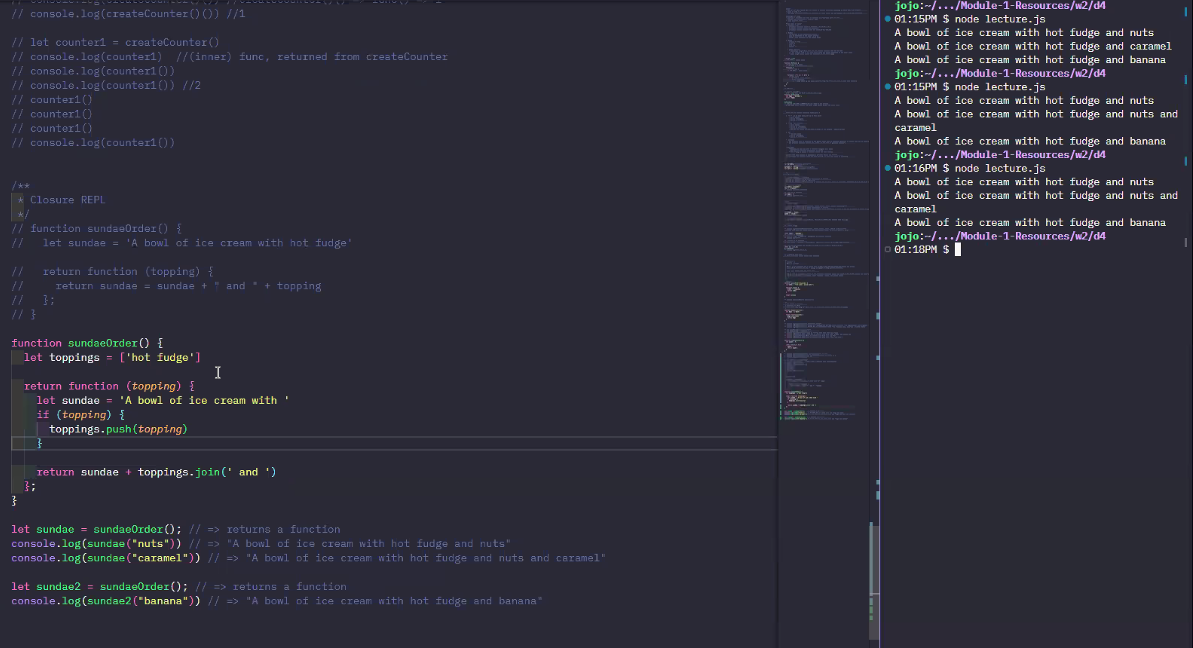 // console.log(createCounter()()) //1
// let counter1 = createCounter()
// console.log(counter1)  //(inner) func, returned from createCounter
// console.log(counter1())
// console.log(counter1()) //2
// counter1()
// counter1()
// counter1()
// console.log(counter1())
/**
 * Closure REPL
 */
// function sundaeOrder() {
//   let sundae = 'A bowl of ice cream with hot fudge'
//   return function (topping) {
//     return sundae = sundae + " and " + topping
//   };
// }
function sundaeOrder() {
  let toppings = ['hot fudge']
  return function (topping) {
    let sundae = 'A bowl of ice cream with '
    if (topping) {
      toppings.push(topping)
    }
    return sundae + toppings.join(' and ')
  };
}
let sundae = sundaeOrder(); // => returns a function
console.log(sundae("nuts")) // => "A bowl of ice cream with hot fudge and nuts"
console.log(sundae("caramel")) // => "A bowl of ice cream with hot fudge and nuts and caramel"
let sundae2 = sundaeOrder(); // => returns a function
console.log(sundae2("banana")) // => "A bowl of ice cream with hot fudge and banana"
jojo:~/.../Module-1-Resources/w2/d4
01:15PM $ node lecture.js
A bowl of ice cream with hot fudge and nuts
A bowl of ice cream with hot fudge and caramel
A bowl of ice cream with hot fudge and banana
jojo:~/.../Module-1-Resources/w2/d4
01:15PM $ node lecture.js
A bowl of ice cream with hot fudge and nuts
A bowl of ice cream with hot fudge and nuts and
caramel
A bowl of ice cream with hot fudge and banana
jojo:~/.../Module-1-Resources/w2/d4
01:16PM $ node lecture.js
A bowl of ice cream with hot fudge and nuts
A bowl of ice cream with hot fudge and nuts and
caramel
A bowl of ice cream with hot fudge and banana
jojo:~/.../Module-1-Resources/w2/d4
01:18PM $